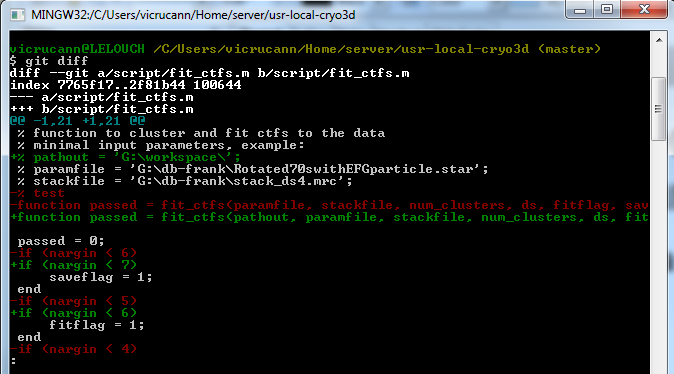 MINGW32:/C/Users/vicrucann/Home/server/usr-local-cryo3d
vicrucann@LELOUCH /C/Users/vicrucann/Home/server/usr-local-cryo3d (master)
$ git diff
diff --git a/script/fit_ctfs.m b/script/fit_ctfs.m
index 7765f17..2f81b44 100644
--- a/script/fit_ctfs.m
+++ b/script/fit_ctfs.m
@@ -1,21 +1,21 @@
 % function to cluster and fit ctfs to the data
 % minimal input parameters, example:
+% pathout = 'G:\workspace\';
 % paramfile = 'G:\db-frank\Rotated70swithEFGparticle.star';
 % stackfile = 'G:\db-frank\stack_ds4.mrc';
-% test
-function passed = fit_ctfs(paramfile, stackfile, num_clusters, ds, fitflag, sav
+function passed = fit_ctfs(pathout, paramfile, stackfile, num_clusters, ds, fit
 passed = 0;
-if (nargin < 6)
+if (nargin < 7)
     saveflag = 1;
 end
-if (nargin < 5)
+if (nargin < 6)
     fitflag = 1;
 end
-if (nargin < 4)
: